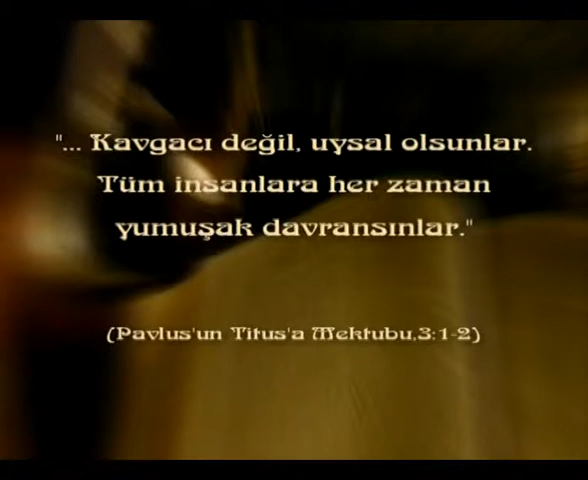 "... Kavgacı değil, uysal olsunlar.
Tüm insanlara her zaman
yumuşak davransınlar."
(Pavlus'un Titus'a Mektubu,3:1-2)